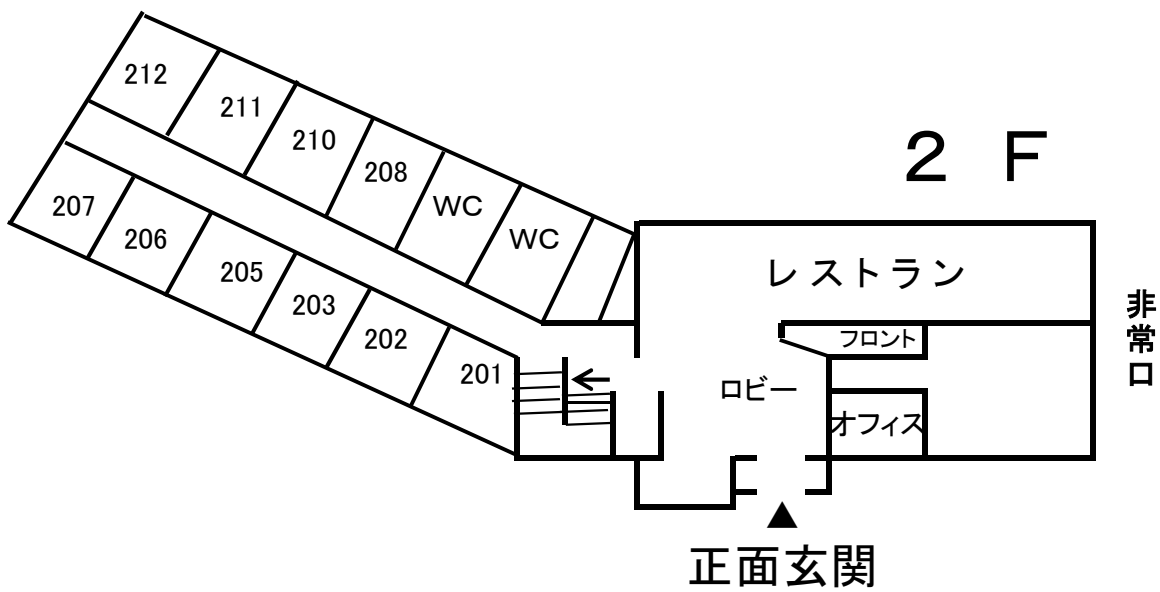 ２ Ｆ
212
211
210
208
WC
WC
207
206
205
203
202
201
レストラン
フロント
ロビー
オフィス
非常口
正面玄関